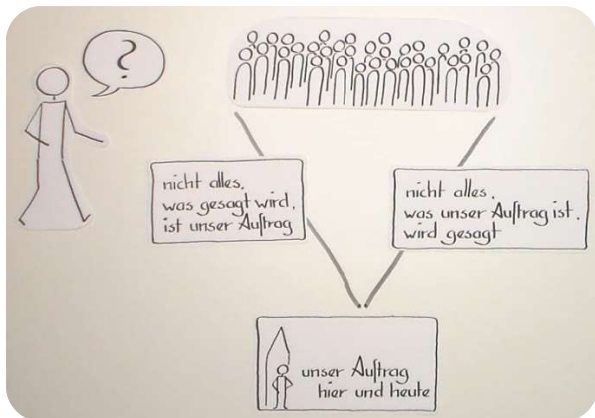 ?
nicht alles,
was gesagt wird,
ist unser Auftrag
nicht alles,
was unser Auftrag ist,
wird gesagt
unser Auftrag
hier und heute